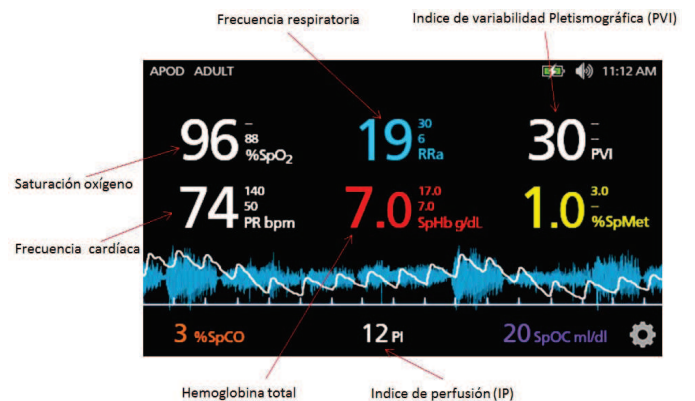 Frecuencia respiratoria
Indice de variabilidad Pletismográfica (PVI)
APOD ADULT 11:12 AM
96 – 88 %SpO₂
19 30 6 RRa
30 – – PVI
Saturación oxígeno
74 140 50 PR bpm
7.0 17.0 7.0 SpHb g/dL
1.0 3.0 – %SpMet
Frecuencia cardíaca
3 %SpCO
12 PI
20 SpOC ml/dl
Hemoglobina total
Indice de perfusión (IP)